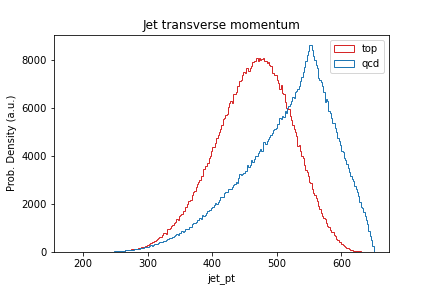 Jet transverse momentum
8000
6000
4000
2000
0
Prob. Density (a.u.)
top
qcd
200 300 400 500 600
jet_pt